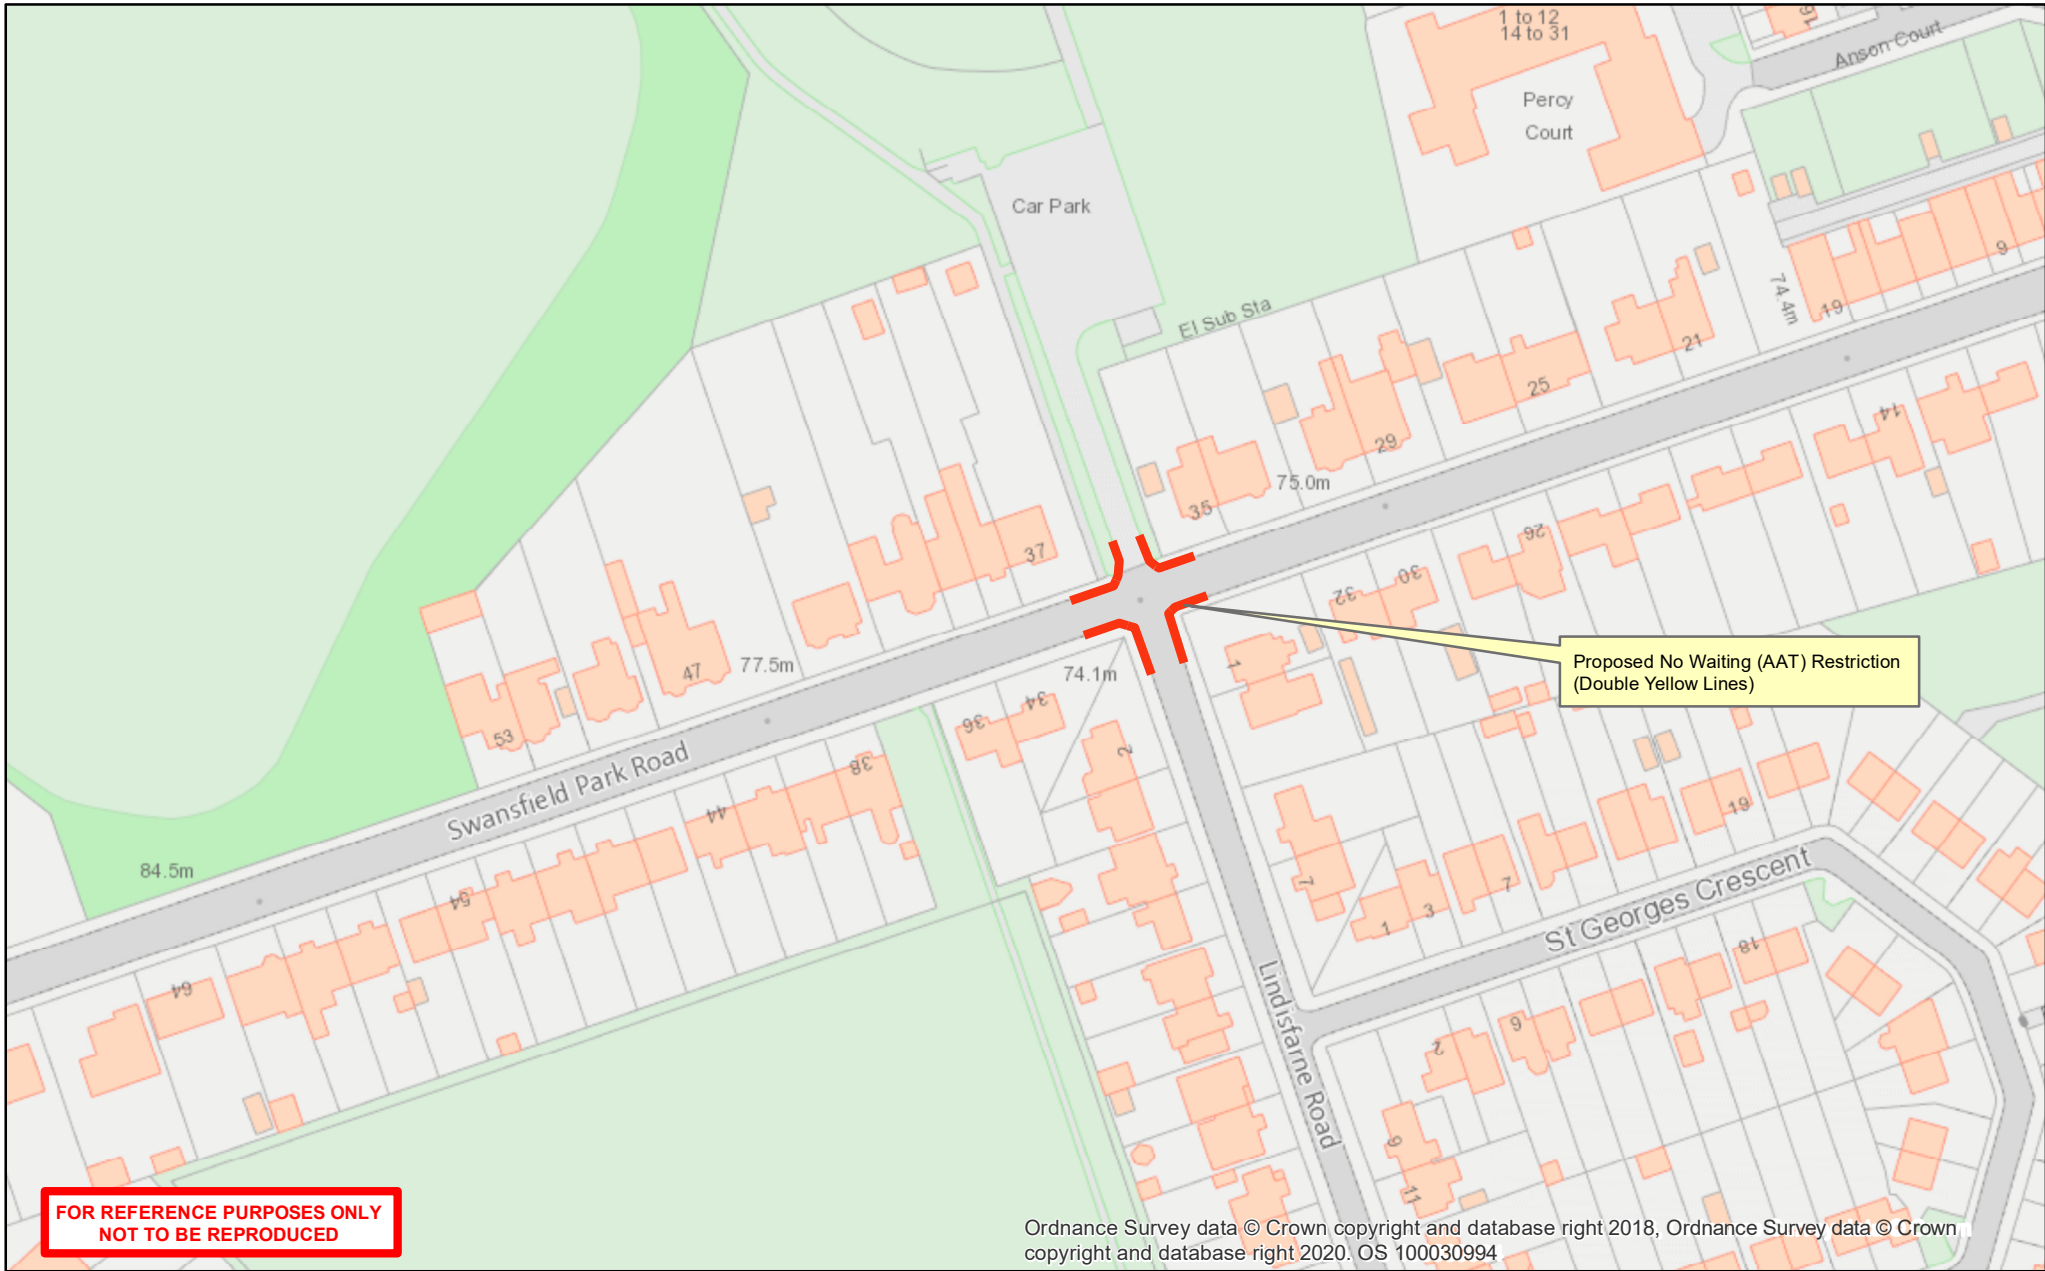 1 to 12
14 to 31
16
Anson Court
Percy
Court
Car Park
El Sub Sta
74.4m
19
9
21
25
29
14
75.0m
35
37
26
30
32
1
47
77.5m
74.1m
Proposed No Waiting (AAT) Restriction
(Double Yellow Lines)
53
36
34
2
38
Swansfield Park Road
44
19
84.5m
54
7
7
1
3
St Georges Crescent
18
64
Lindisfarne Road
2
6
9
11
FOR REFERENCE PURPOSES ONLY
NOT TO BE REPRODUCED
Ordnance Survey data © Crown copyright and database right 2018, Ordnance Survey data © Crown
copyright and database right 2020. OS 100030994